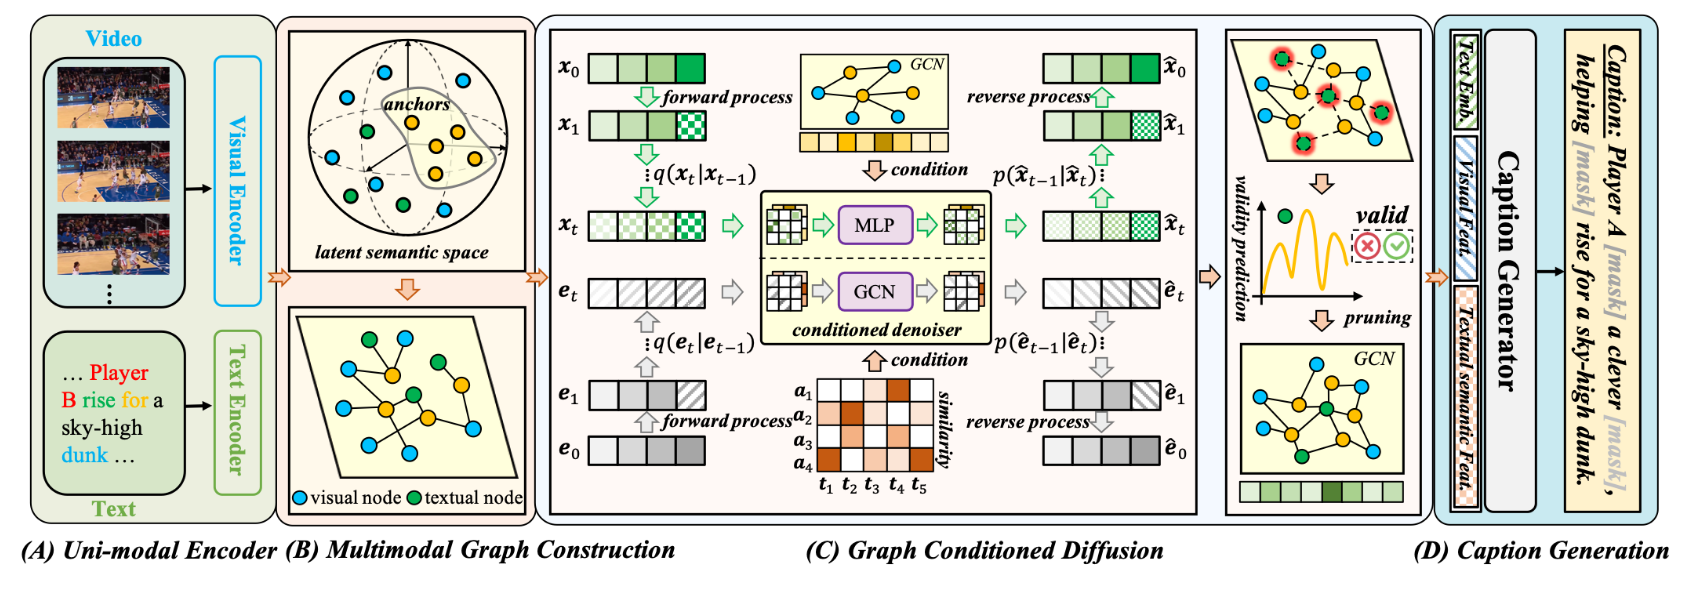 Video
Visual Encoder
… Player
B rise for a
sky-high
dunk …
Text Encoder
Text
(A) Uni-modal Encoder
anchors
latent semantic space
visual node
textual node
(B) Multimodal Graph Construction
x₀
forward process
x₁
q(xₜ|xₜ₋₁)
xₜ
eₜ
q(eₜ|eₜ₋₁)
e₁
forward process
e₀
GCN
condition
MLP
GCN
conditioned denoiser
condition
a₁
a₂
a₃
a₄
t₁ t₂ t₃ t₄ t₅
similarity
x̂₀
reverse process
x̂₁
p(x̂ₜ₋₁|x̂ₜ)
x̂ₜ
êₜ
p(êₜ₋₁|êₜ)
ê₁
reverse process
ê₀
validity prediction
valid
pruning
GCN
(C) Graph Conditioned Diffusion
Text Emb.
Visual Feat.
Textual semantic Feat.
Caption Generator
Caption: Player A [mask] a clever [mask],
helping [mask] rise for a sky-high dunk.
(D) Caption Generation